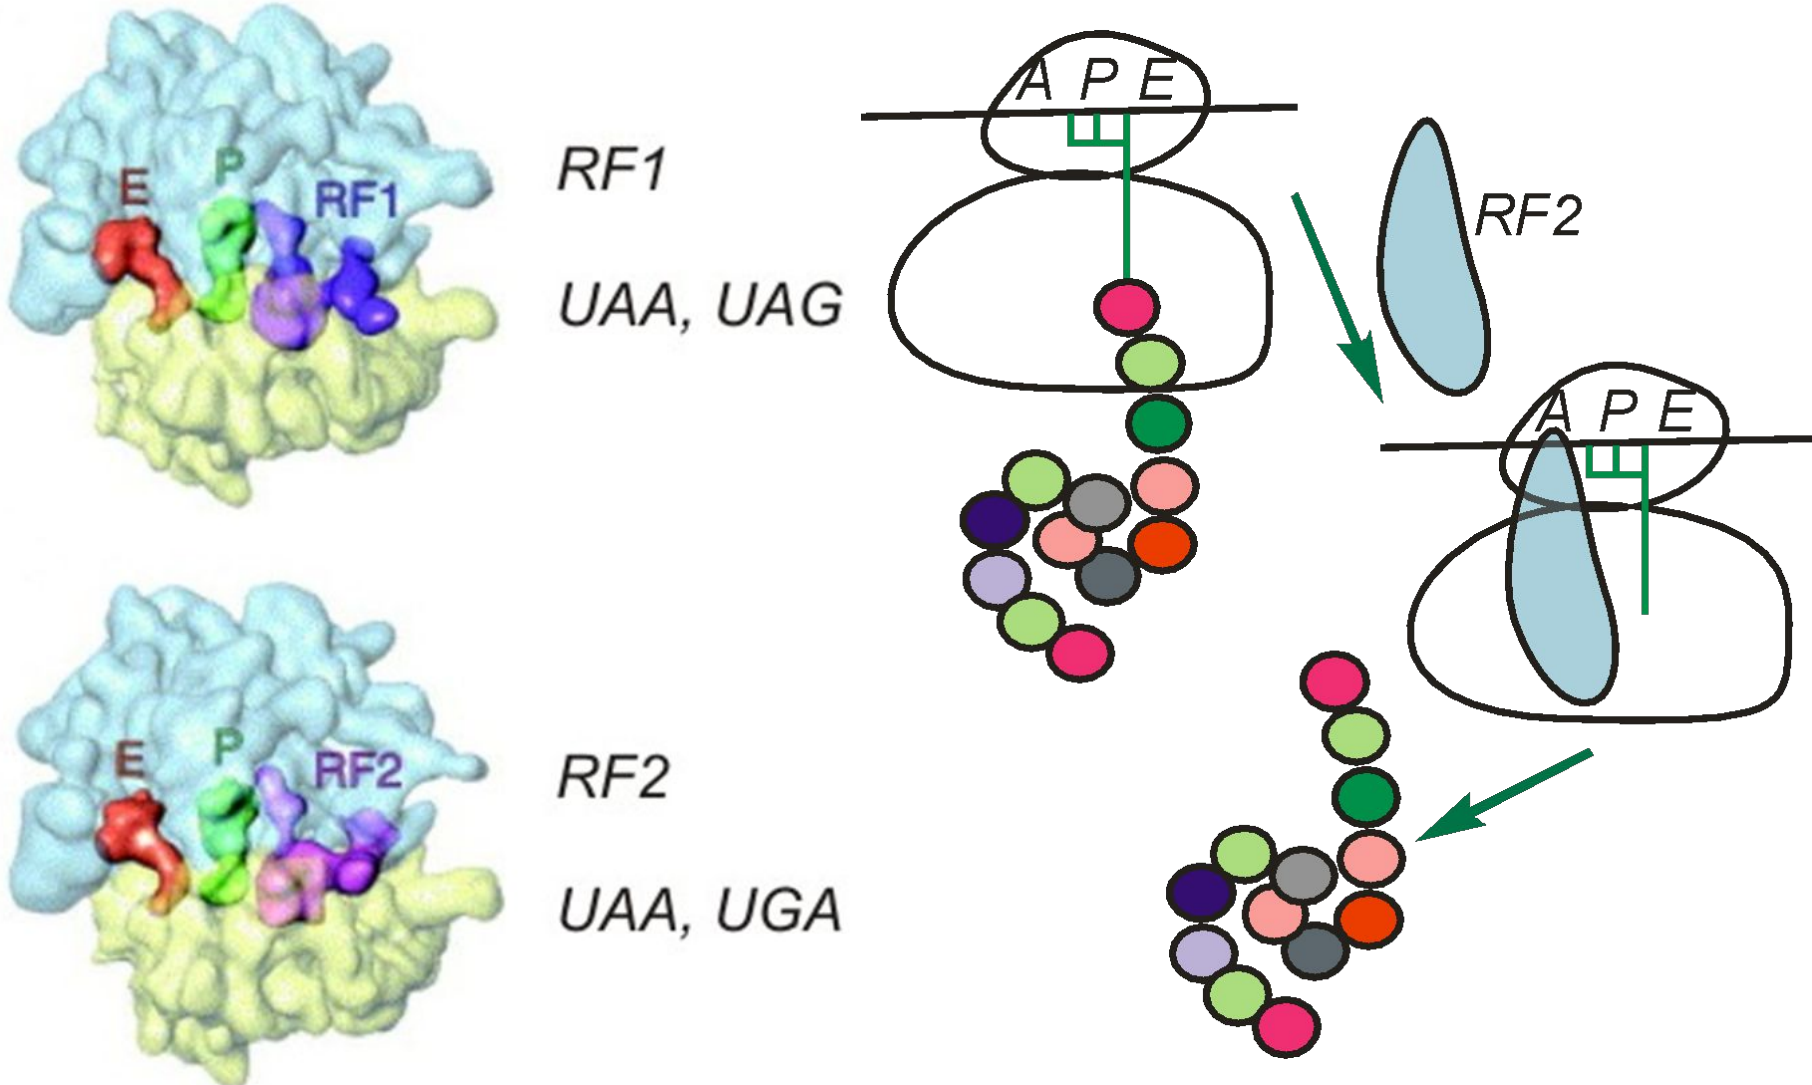 E P RF1
RF1
UAA, UAG
E P RF2
RF2
UAA, UGA
A P E
RF2
A P E